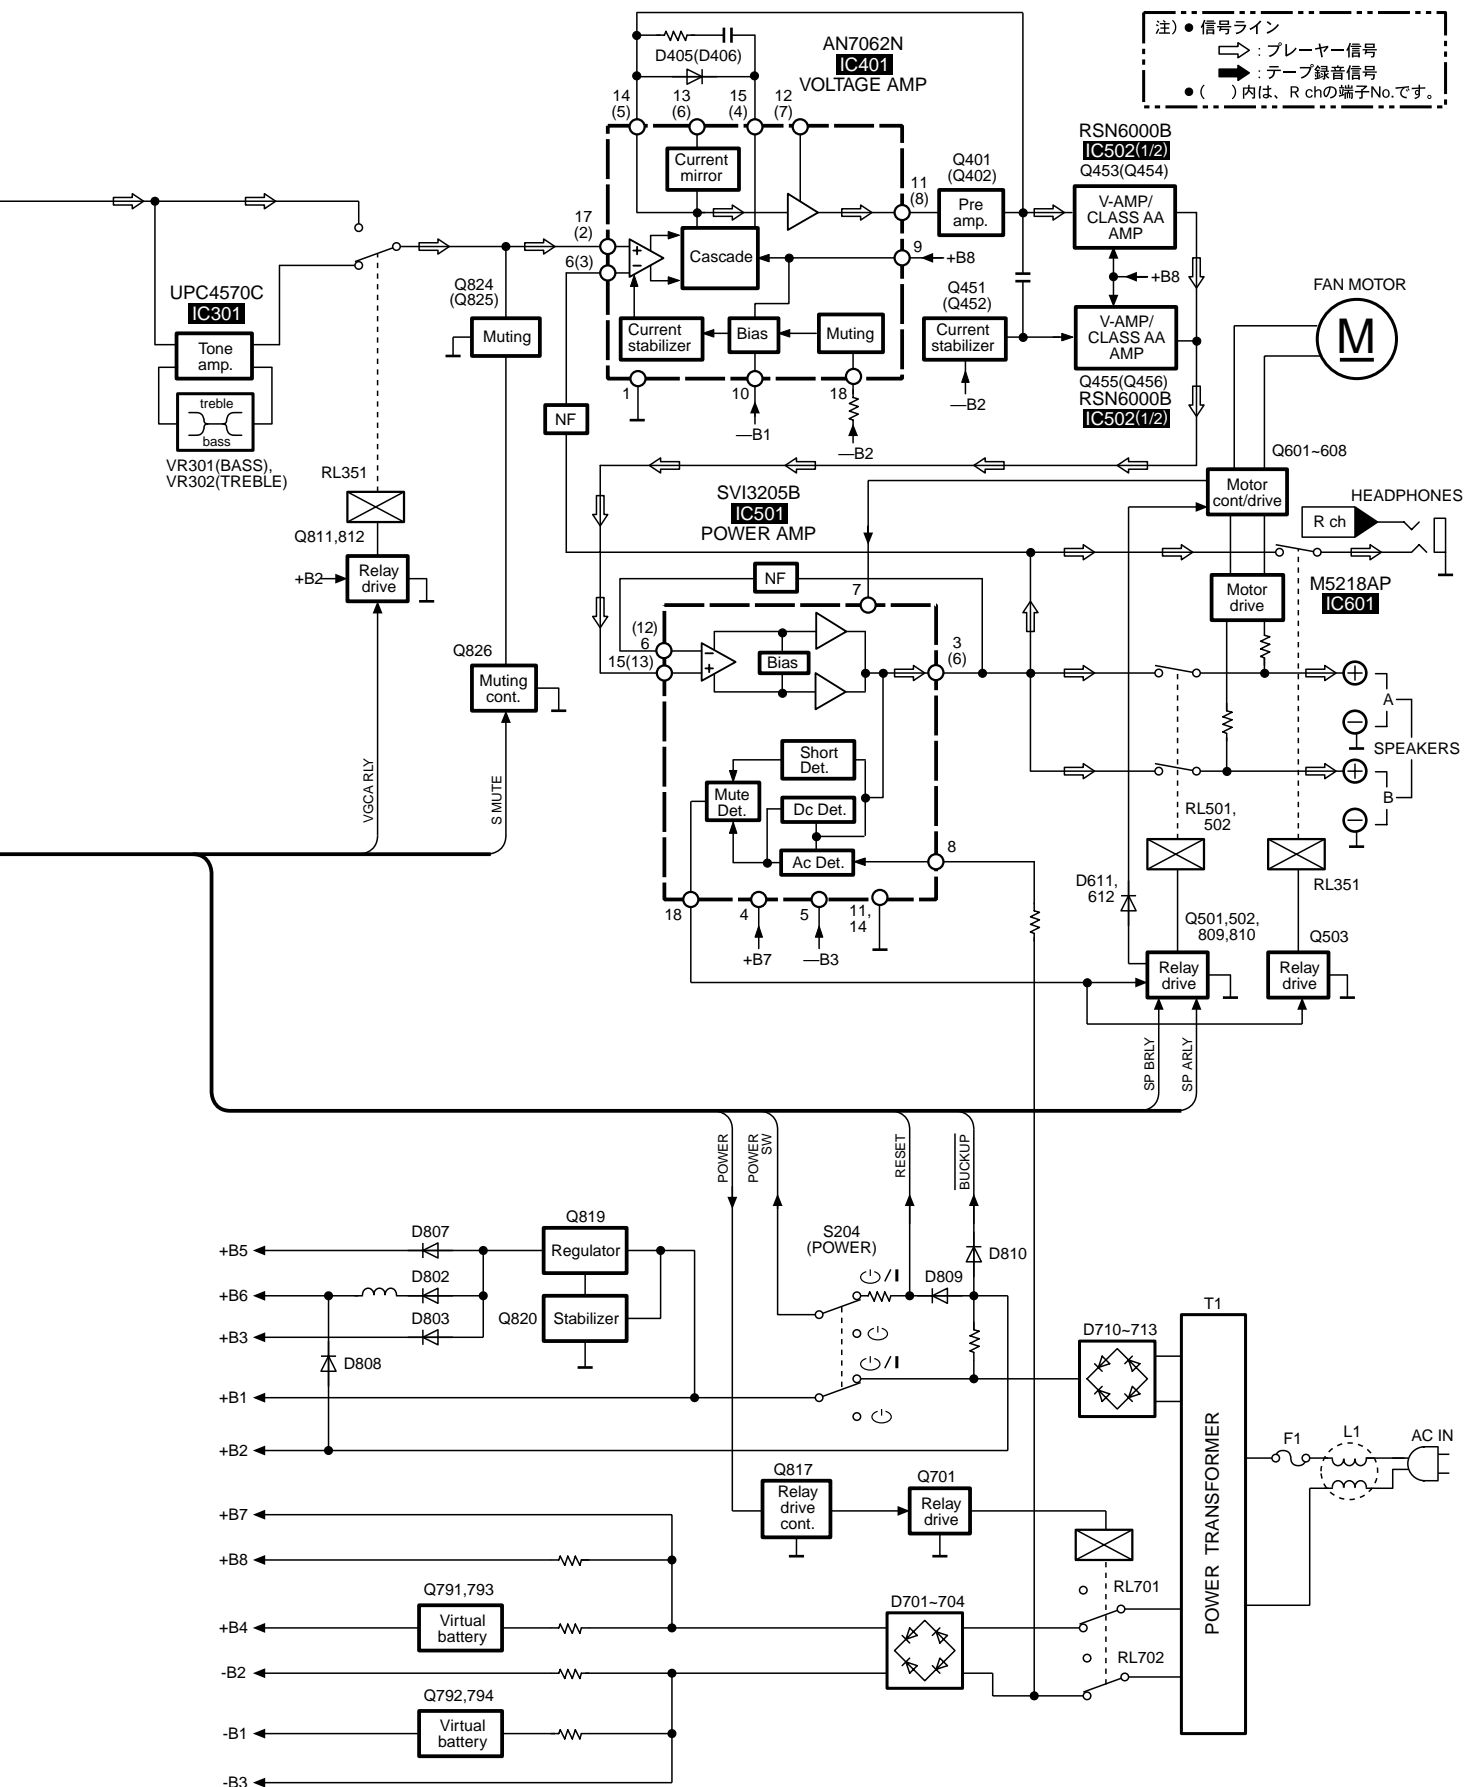 注) ● 信号ライン
: プレーヤー信号
: テープ録音信号
● (　) 内は、R chの端子No.です。
AN7062N
IC401
VOLTAGE AMP
D405(D406)
14
(5)
13
(6)
15
(4)
12
(7)
Current
mirror
11
(8)
Q401
(Q402)
Pre
amp.
RSN6000B
IC502(1/2)
Q453(Q454)
V-AMP/
CLASS AA
AMP
17
(2)
6(3)
+
−
Cascade
9
+B8
+B8
UPC4570C
IC301
Tone
amp.
treble
bass
VR301(BASS),
VR302(TREBLE)
Q824
(Q825)
Muting
Current
stabilizer
Bias
Muting
Q451
(Q452)
Current
stabilizer
—B2
V-AMP/
CLASS AA
AMP
Q455(Q456)
RSN6000B
IC502(1/2)
FAN MOTOR
M
1
10
18
—B1
—B2
NF
RL351
Q811,812
+B2
Relay
drive
SVI3205B
IC501
POWER AMP
Q601~608
Motor
cont/drive
HEADPHONES
R ch
Motor
drive
M5218AP
IC601
NF
7
(12)
6
15(13)
−
+
Bias
3
(6)
Q826
Muting
cont.
VGCA RLY
S MUTE
Short
Det.
Mute
Det.
Dc Det.
Ac Det.
8
18
4
5
11,
14
+B7
—B3
+
A
−
SPEAKERS
+
B
−
RL501,
502
RL351
D611,
612
Q501,502,
809,810
Q503
Relay
drive
Relay
drive
SP BRLY
SP ARLY
POWER
POWER
SW
RESET
BUCKUP
+B5
D807
Q819
Regulator
S204
(POWER)
D810
+B6
D802
Q820
Stabilizer
⏻/I
D809
+B3
D803
⏻
D808
⏻/I
D710~713
T1
+B1
⏻
+B2
POWER TRANSFORMER
F1
L1
AC IN
Q817
Relay
drive
cont.
Q701
Relay
drive
+B7
+B8
Q791,793
+B4
Virtual
battery
D701~704
RL701
RL702
-B2
Q792,794
-B1
Virtual
battery
-B3